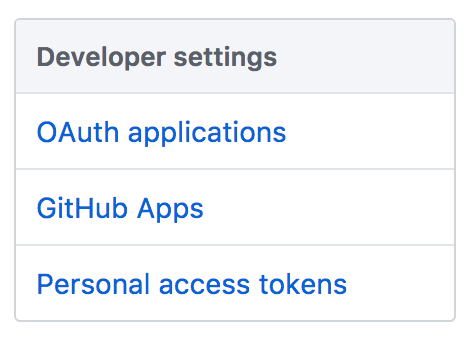 Developer settings
OAuth applications
GitHub Apps
Personal access tokens